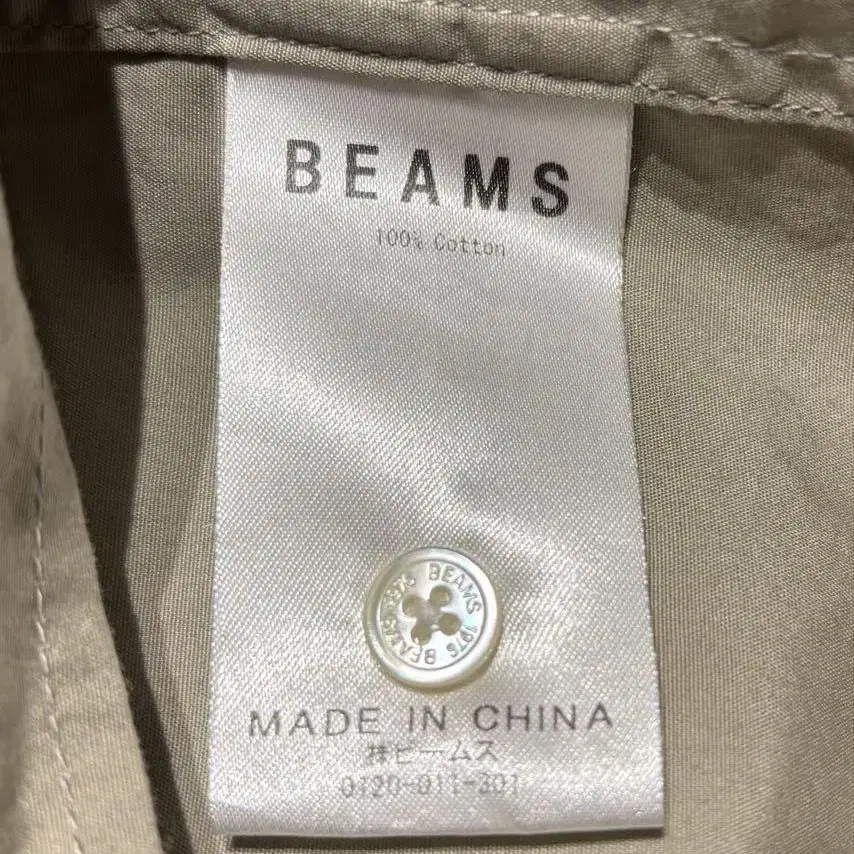 BEAMS
100% Cotton
BEAMS 1976 BEAMS 1976
MADE IN CHINA
㈱ビームス
0120-011-301